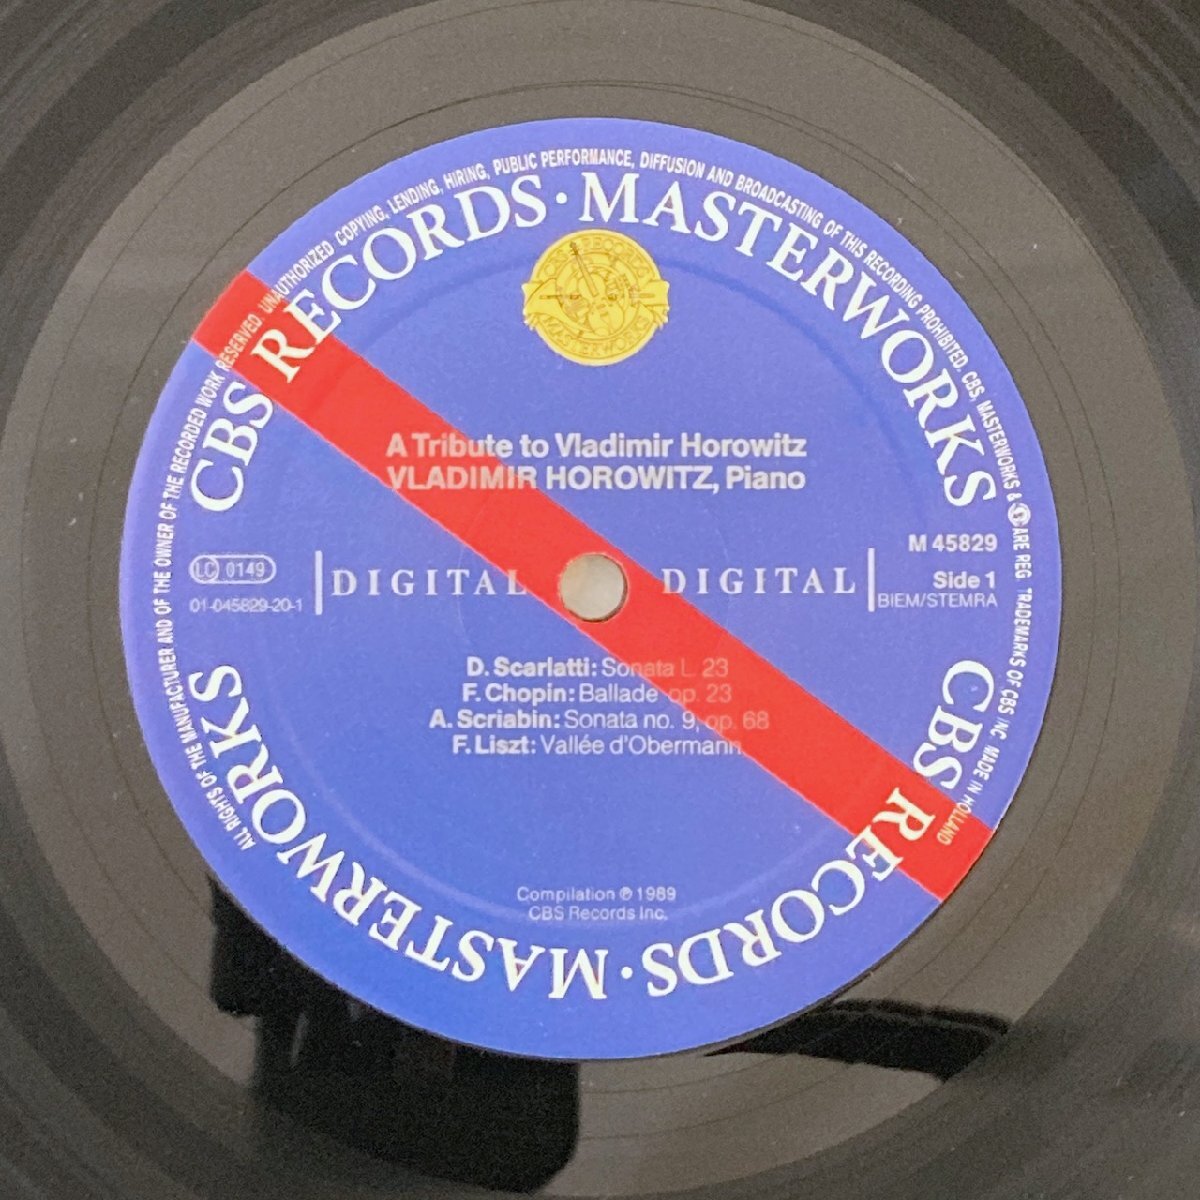 ALL RIGHTS OF THE MANUFACTURER AND OF THE OWNER OF THE RECORDED WORK RESERVED. UNAUTHORIZED COPYING, LENDING, HIRING, PUBLIC PERFORMANCE, DIFFUSION AND BROADCASTING OF THIS RECORDING PROHIBITED. CBS, MASTERWORKS & ARE REG TRADEMARKS OF CBS INC MADE IN HOLLAND
CBS RECORDS · MASTERWORKS
CBS RECORDS
MASTERWORKS
A Tribute to Vladimir Horowitz
VLADIMIR HOROWITZ, Piano
M 45829
LC 0149
DIGITAL DIGITAL
Side 1
01-045829-20-1
BIEM/STEMRA
D. Scarlatti: Sonata L. 23
F. Chopin: Ballade op. 23
A. Scriabin: Sonata no. 9, op. 68
F. Liszt: Vallée d'Obermann
Compilation ℗ 1989
CBS Records Inc.
CBS RECORDS · MASTERWORKS